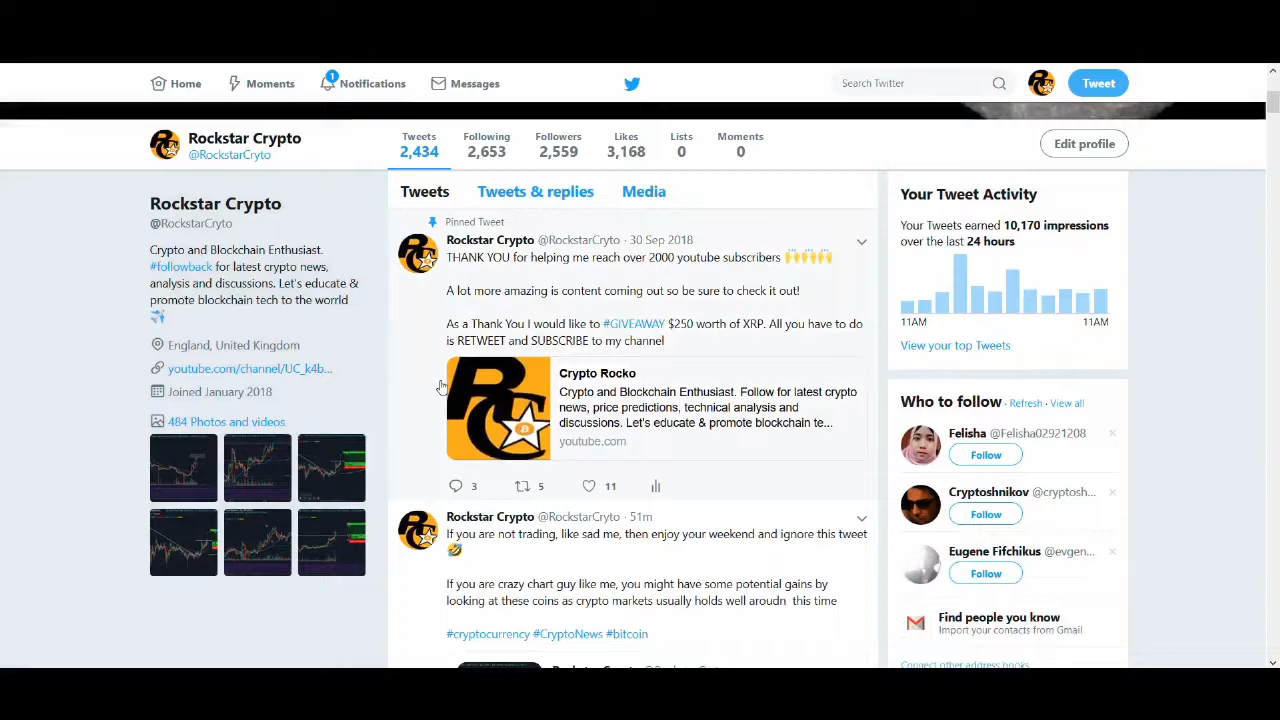 Home
Moments
1
Notifications
Messages
Search Twitter
Tweet
Rockstar Crypto
@RockstarCryto
Tweets
2,434
Following
2,653
Followers
2,559
Likes
3,168
Lists
0
Moments
0
Edit profile
Rockstar Crypto
@RockstarCryto
Crypto and Blockchain Enthusiast.
#followback for latest crypto news,
analysis and discussions. Let's educate &
promote blockchain tech to the worldd
England, United Kingdom
youtube.com/channel/UC_k4b...
Joined January 2018
484 Photos and videos
Tweets
Tweets & replies
Media
Pinned Tweet
Rockstar Crypto @RockstarCryto · 30 Sep 2018
THANK YOU for helping me reach over 2000 youtube subscribers
A lot more amazing is content coming out so be sure to check it out!
As a Thank You I would like to #GIVEAWAY $250 worth of XRP. All you have to do
is RETWEET and SUBSCRIBE to my channel
RC
Crypto Rocko
Crypto and Blockchain Enthusiast. Follow for latest crypto
news, price predictions, technical analysis and
discussions. Let's educate & promote blockchain te...
youtube.com
3
5
11
Rockstar Crypto @RockstarCryto · 51m
If you are not trading, like sad me, then enjoy your weekend and ignore this tweet
If you are crazy chart guy like me, you might have some potential gains by
looking at these coins as crypto markets usually holds well aroudn this time
#cryptocurrency #CryptoNews #bitcoin
Your Tweet Activity
Your Tweets earned 10,170 impressions
over the last 24 hours
11AM
11AM
View your top Tweets
Who to follow · Refresh · View all
Felisha @Felisha02921208
Follow
Cryptoshnikov @cryptosh...
Follow
Eugene Fifchikus @evgen...
Follow
Find people you know
Import your contacts from Gmail
Connect other address books